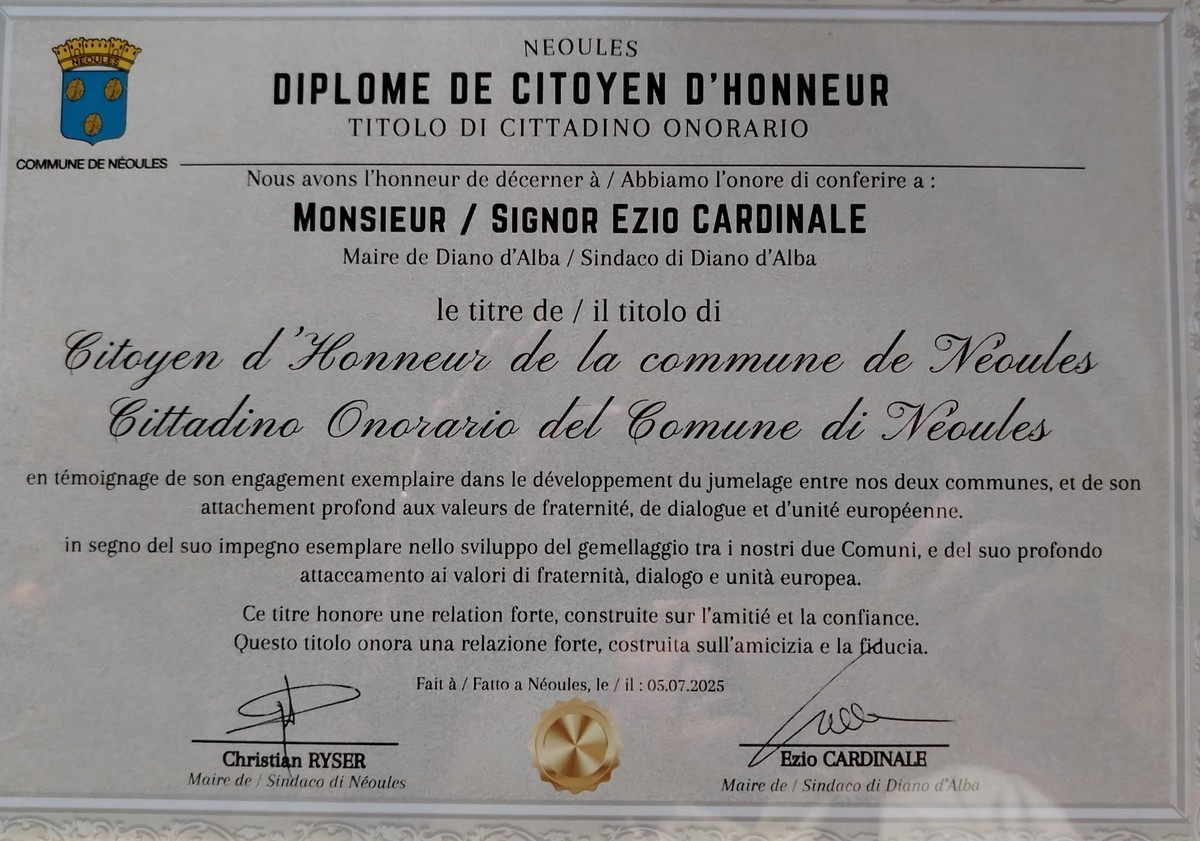 NEOULES
NEOULES
DIPLOME DE CITOYEN D'HONNEUR
TITOLO DI CITTADINO ONORARIO
COMMUNE DE NÉOULES
Nous avons l'honneur de décerner à / Abbiamo l'onore di conferire a :
MONSIEUR / SIGNOR EZIO CARDINALE
Maire de Diano d'Alba / Sindaco di Diano d'Alba
le titre de / il titolo di
Citoyen d'Honneur de la commune de Néoules
Cittadino Onorario del Comune di Néoules
en témoignage de son engagement exemplaire dans le développement du jumelage entre nos deux communes, et de son
attachement profond aux valeurs de fraternité, de dialogue et d'unité européenne.
in segno del suo impegno esemplare nello sviluppo del gemellaggio tra i nostri due Comuni, e del suo profondo
attaccamento ai valori di fraternità, dialogo e unità europea.
Ce titre honore une relation forte, construite sur l'amitié et la confiance.
Questo titolo onora una relazione forte, costruita sull'amicizia e la fiducia.
Fait à / Fatto a Néoules, le / il : 05.07.2025
Christian RYSER
Maire de / Sindaco di Néoules
Ezio CARDINALE
Maire de / Sindaco di Diano d'Alba